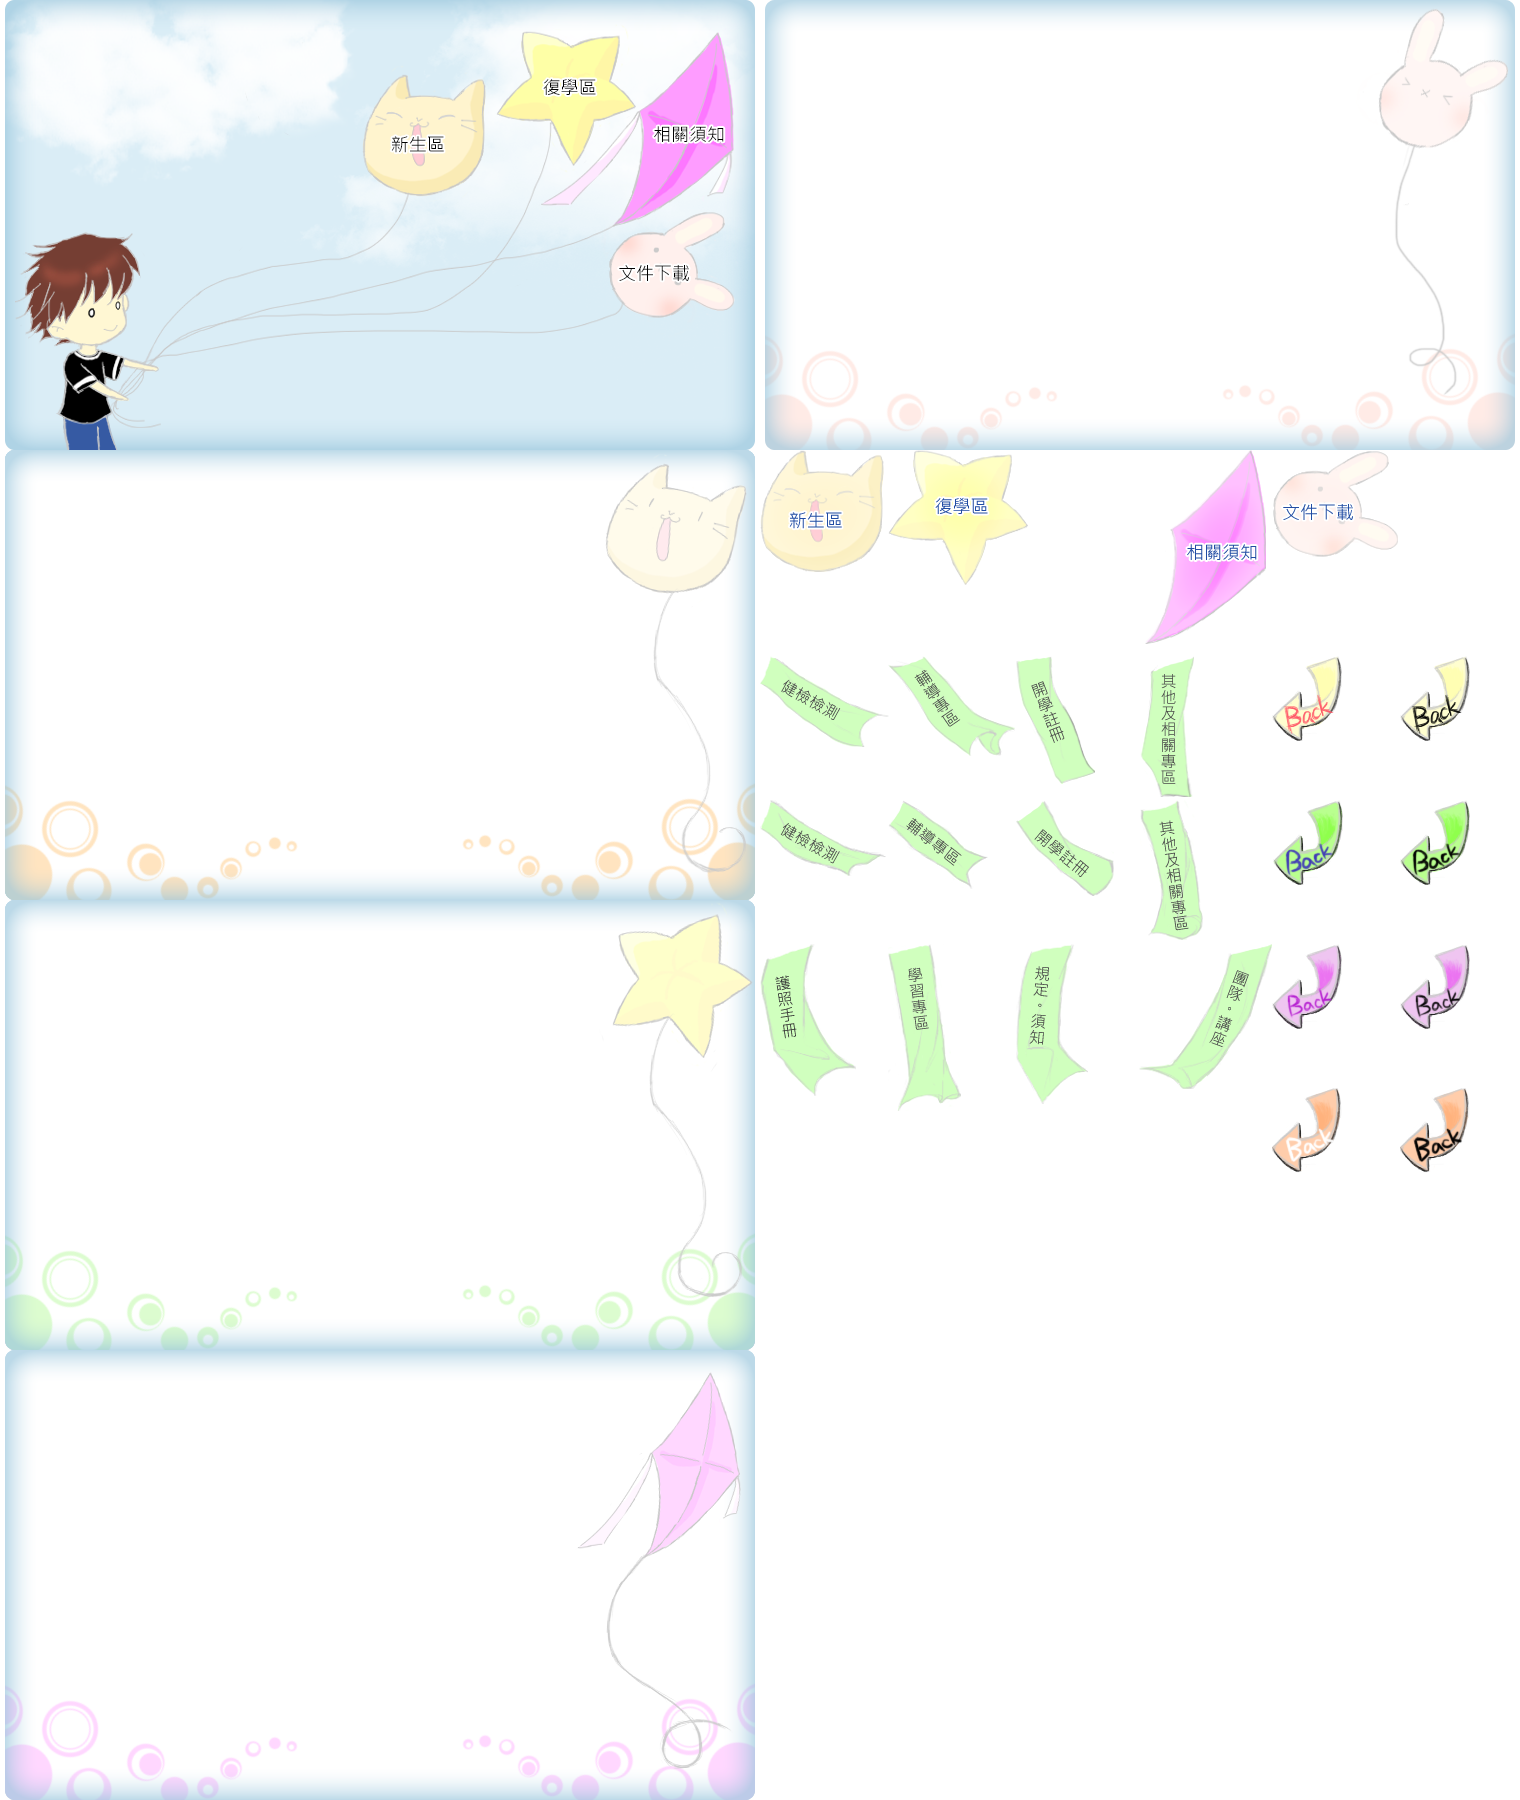 復學區
相關須知
新生區
文件下載
新生區
復學區
相關須知
文件下載
健檢檢測
輔導專區
開學註冊
其他及相關專區
Back
Back
健檢檢測
輔導專區
開學註冊
其他及相關專區
Back
Back
護照手冊
學習專區
規定。須知
團隊。講座
Back
Back
Back
Back